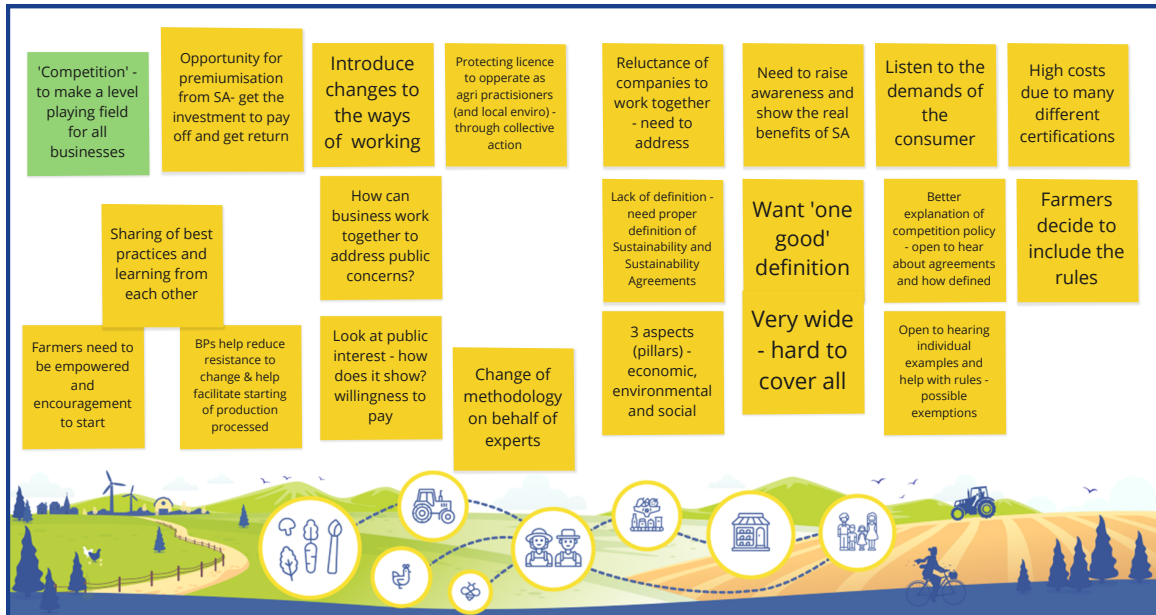 'Competition' -
to make a level
playing field
for all
businesses
Opportunity for
premiumisation
from SA- get the
investment to pay
off and get return
Introduce
changes to
the ways
of  working
Protecting licence
to opperate as
agri practisioners
(and local enviro) -
through collective
action
Reluctance of
companies to
work together
- need to
address
Need to raise
awareness and
show the real
benefits of SA
Listen to the
demands of
the
consumer
High costs
due to many
different
certifications
Sharing of best
practices and
learning from
each other
How can
business work
together to
address public
concerns?
Lack of definition -
need proper
definition of
Sustainability and
Sustainability
Agreements
Want 'one
good'
definition
Better
explanation of
competition policy
- open to hear
about agreements
and how defined
Farmers
decide to
include the
rules
Farmers need to
be empowered
and
encouragement
to start
BPs help reduce
resistance to
change & help
facilitate starting
of production
processed
Look at public
interest - how
does it show?
willingness to
pay
Change of
methodology
on behalf of
experts
3 aspects
(pillars) -
economic,
environmental
and social
Very wide
- hard to
cover all
Open to hearing
individual
examples and
help with rules -
possible
exemptions